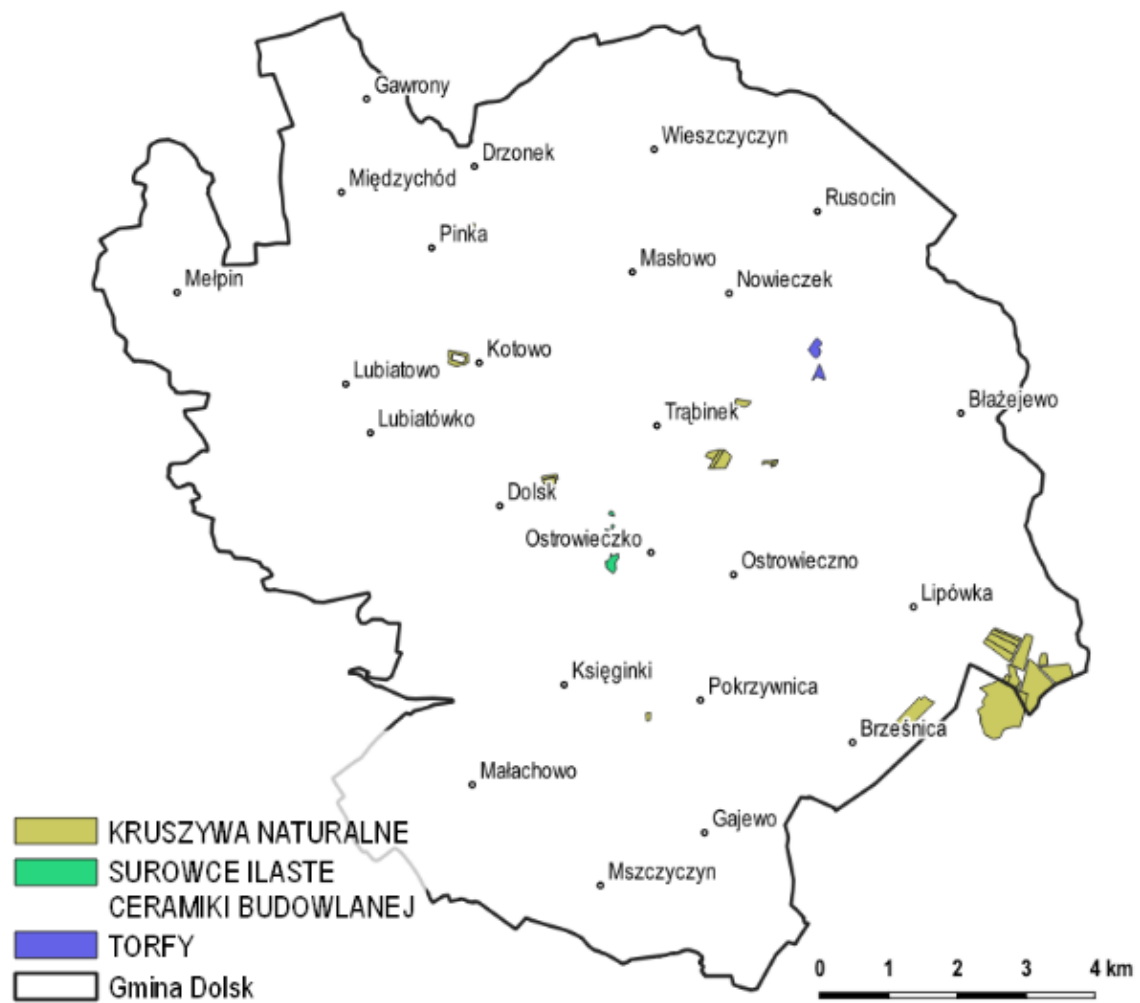 Gawrony
Wieszczyczyn
Drzonek
Międzychód
Rusocin
Pinka
Masłowo
Mełpin
Nowieczek
Kotowo
Lubiatowo
Błażejewo
Trąbinek
Lubiatówko
Dolsk
Ostrowieczko
Ostrowieczno
Lipówka
Księginki
Pokrzywnica
Brześnica
Małachowo
Gajewo
Mszczyczyn
KRUSZYWA NATURALNE
SUROWCE ILASTE
CERAMIKI BUDOWLANEJ
TORFY
Gmina Dolsk
0 1 2 3 4 km